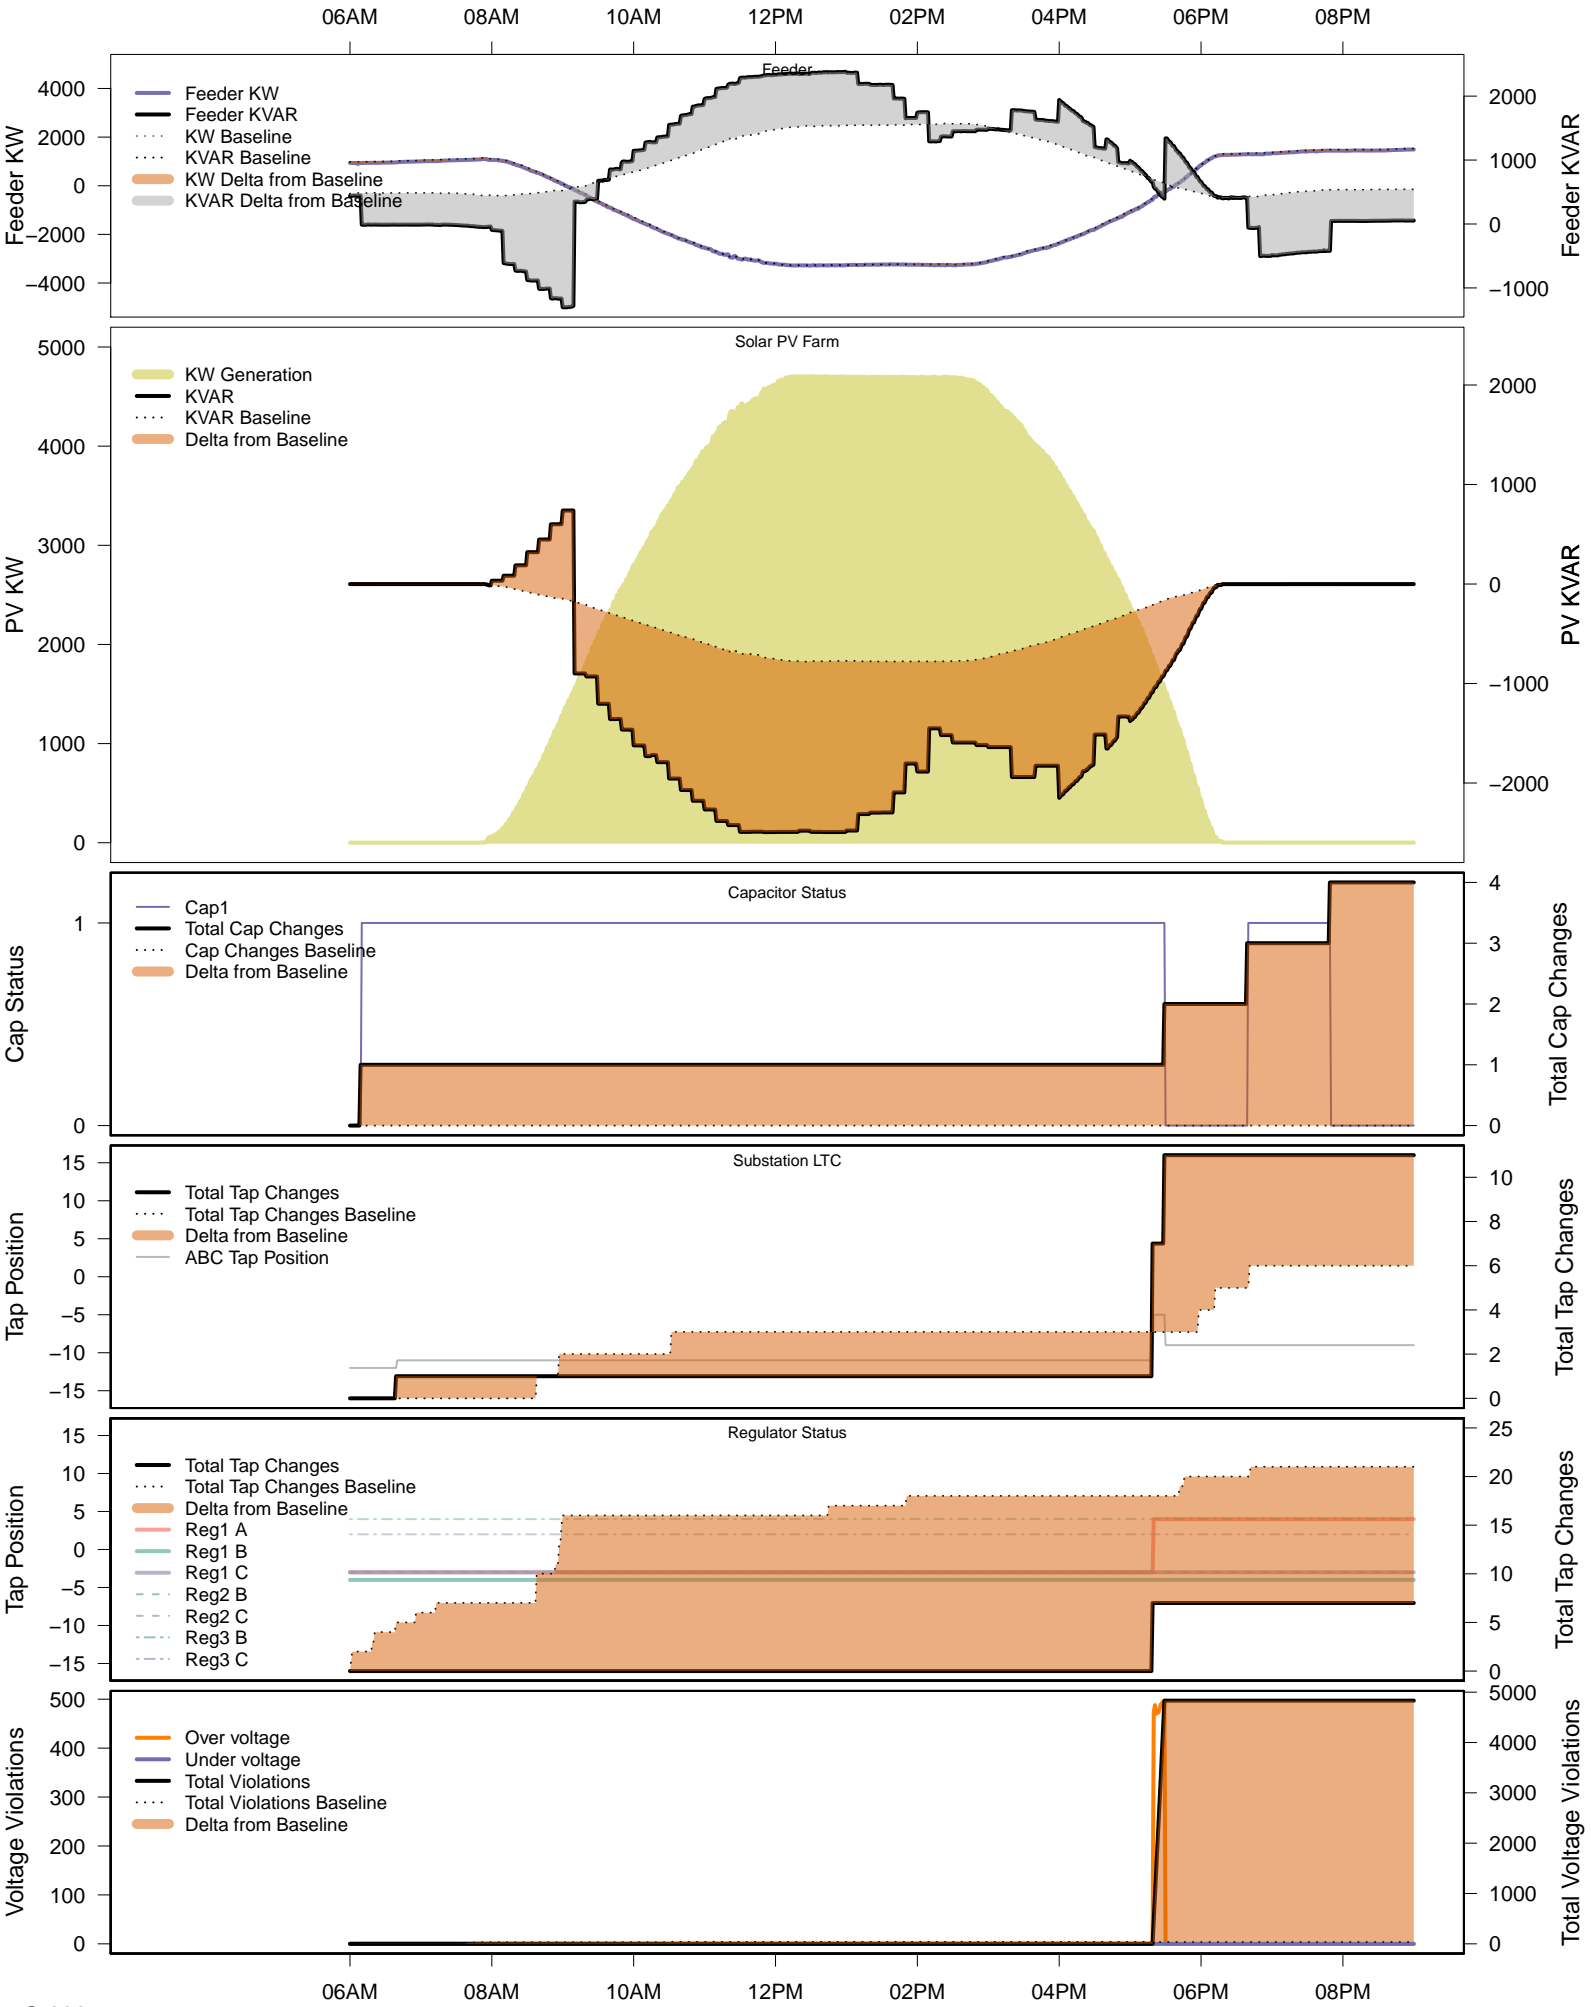 06AM 08AM 10AM 12PM 02PM 04PM 06PM 08PM
Feeder
Feeder KW
Feeder KVAR
KW Baseline
KVAR Baseline
KW Delta from Baseline
KVAR Delta from Baseline
4000
2000
0
−2000
−4000
Feeder KW
2000
1000
0
−1000
Feeder KVAR
Solar PV Farm
KW Generation
KVAR
KVAR Baseline
Delta from Baseline
5000
4000
3000
2000
1000
0
PV KW
2000
1000
0
−1000
−2000
PV KVAR
Capacitor Status
Cap1
Total Cap Changes
Cap Changes Baseline
Delta from Baseline
1
0
Cap Status
4
3
2
1
0
Total Cap Changes
Substation LTC
Total Tap Changes
Total Tap Changes Baseline
Delta from Baseline
ABC Tap Position
15
10
5
0
−5
−10
−15
Tap Position
10
8
6
4
2
0
Total Tap Changes
Regulator Status
Total Tap Changes
Total Tap Changes Baseline
Delta from Baseline
Reg1 A
Reg1 B
Reg1 C
Reg2 B
Reg2 C
Reg3 B
Reg3 C
15
10
5
0
−5
−10
−15
Tap Position
25
20
15
10
5
0
Total Tap Changes
Over voltage
Under voltage
Total Violations
Total Violations Baseline
Delta from Baseline
500
400
300
200
100
0
Voltage Violations
5000
4000
3000
2000
1000
0
Total Voltage Violations
06AM 08AM 10AM 12PM 02PM 04PM 06PM 08PM